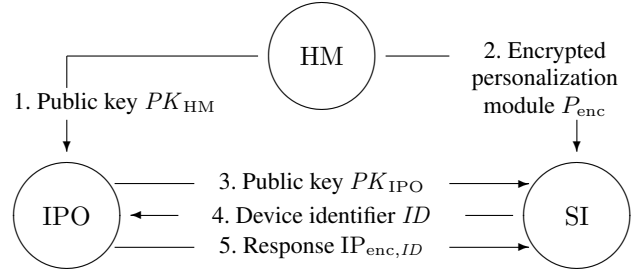 HM
2. Encrypted
personalization
module P_enc
1. Public key PK_HM
IPO
3. Public key PK_IPO
4. Device identifier ID
5. Response IP_enc,ID
SI